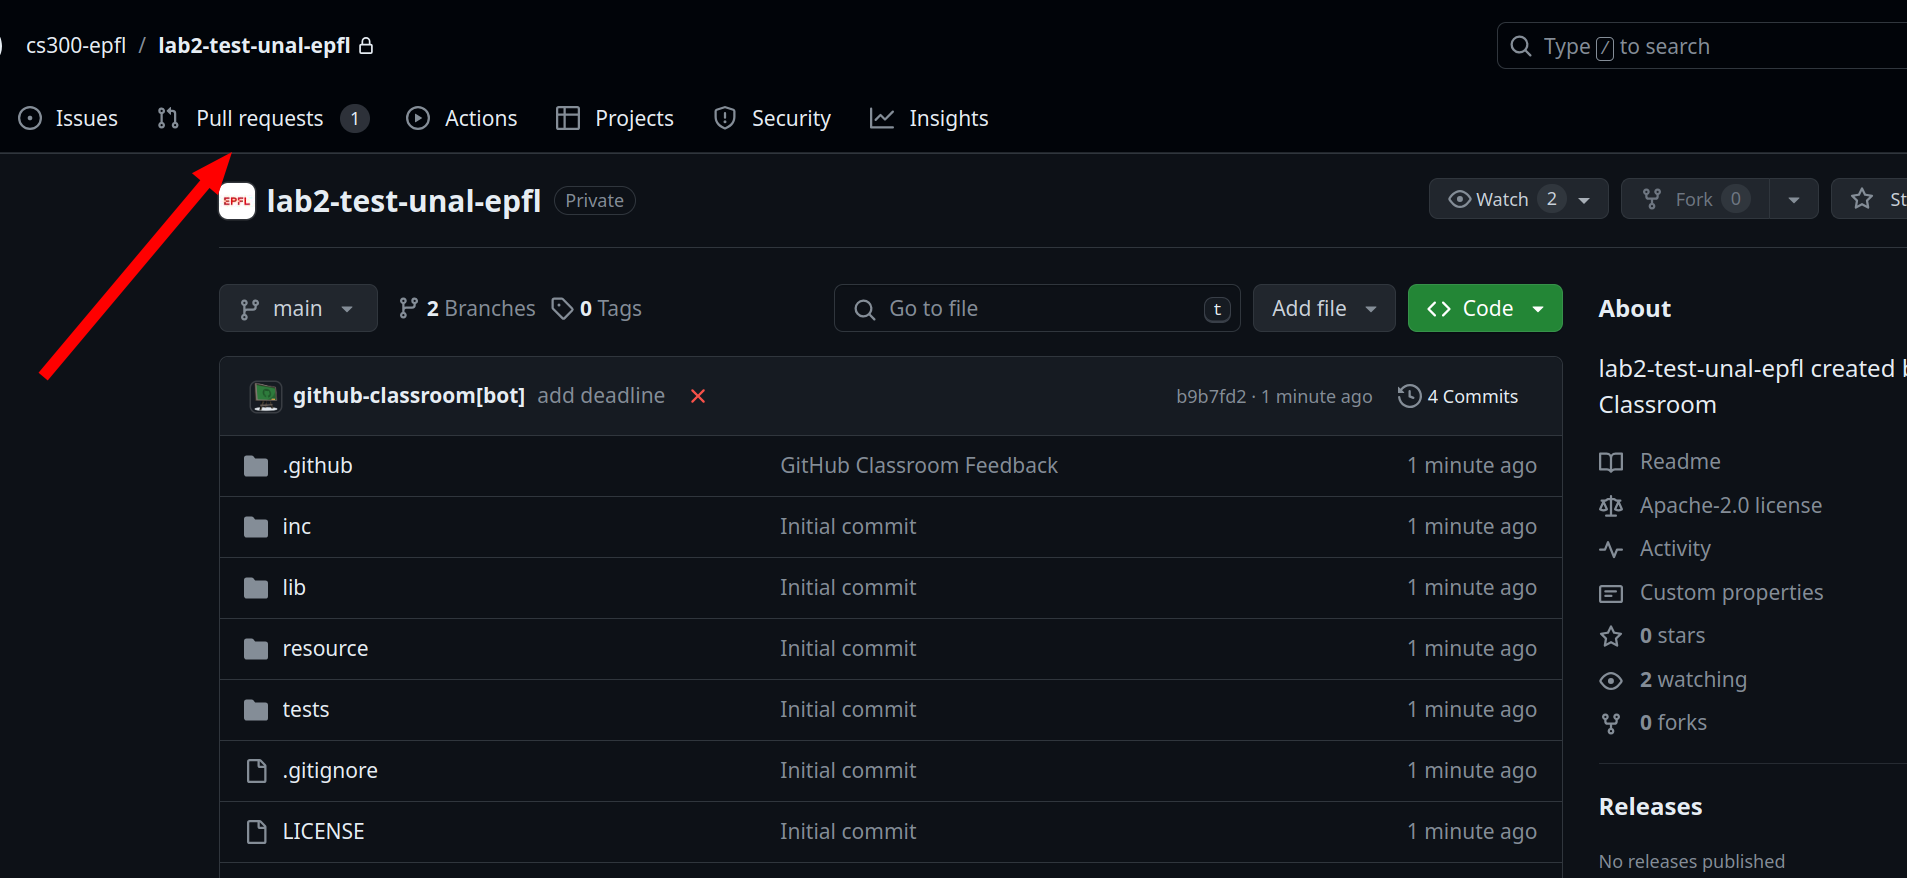 cs300-epfl / lab2-test-unal-epfl
Type / to search
Issues Pull requests 1 Actions Projects Security Insights
EPFL lab2-test-unal-epfl Private
Watch 2 Fork 0 St
main 2 Branches 0 Tags Go to file t Add file Code
About
lab2-test-unal-epfl created
Classroom
github-classroom[bot] add deadline b9b7fd2 · 1 minute ago 4 Commits
.github GitHub Classroom Feedback 1 minute ago
inc Initial commit 1 minute ago
lib Initial commit 1 minute ago
resource Initial commit 1 minute ago
tests Initial commit 1 minute ago
.gitignore Initial commit 1 minute ago
LICENSE Initial commit 1 minute ago
Readme
Apache-2.0 license
Activity
Custom properties
0 stars
2 watching
0 forks
Releases
No releases published